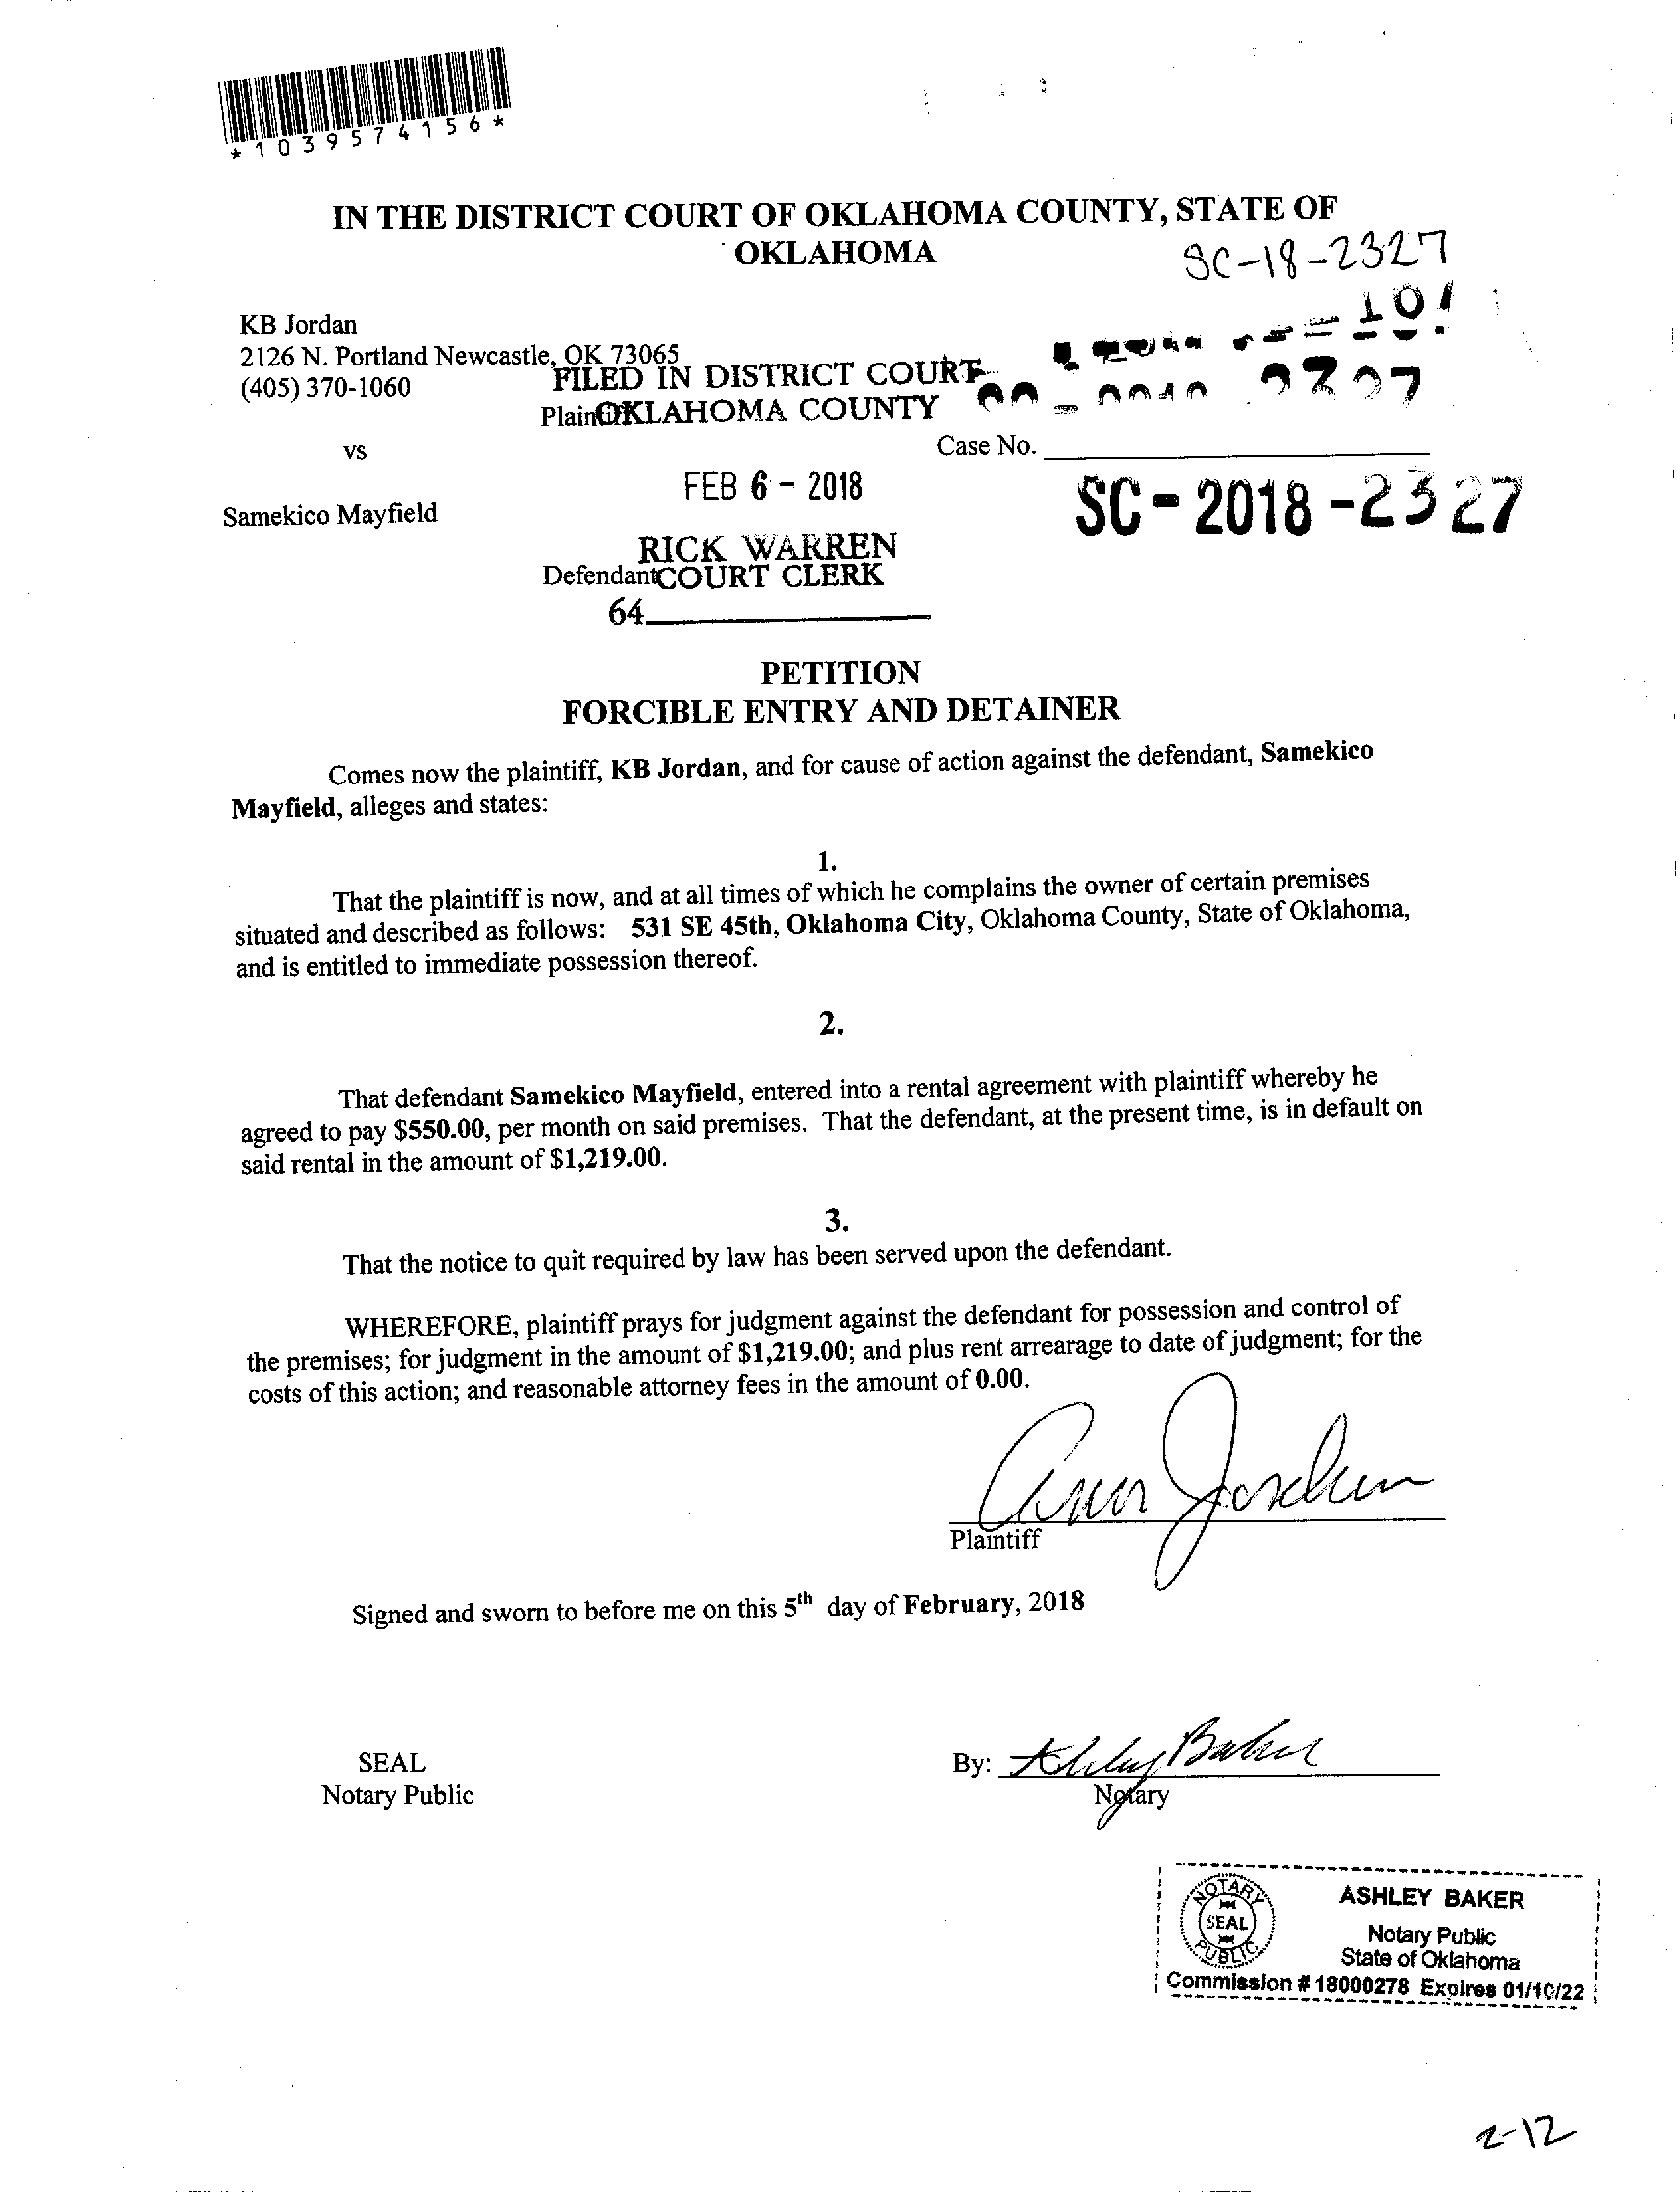 *1039574156*
IN THE DISTRICT COURT OF OKLAHOMA COUNTY, STATE OF
OKLAHOMA
SC-18-2327
KB Jordan
2126 N. Portland Newcastle, OK 73065
(405) 370-1060
FILED IN DISTRICT COURT
OKLAHOMA COUNTY
vs
Case No.
FEB 6 - 2018
SC-2018-2327
Samekico Mayfield
RICK WARREN
Defendant COURT CLERK
64
PETITION
FORCIBLE ENTRY AND DETAINER
Comes now the plaintiff, KB Jordan, and for cause of action against the defendant, Samekico
Mayfield, alleges and states:
1.
That the plaintiff is now, and at all times of which he complains the owner of certain premises
situated and described as follows: 531 SE 45th, Oklahoma City, Oklahoma County, State of Oklahoma,
and is entitled to immediate possession thereof.
2.
That defendant Samekico Mayfield, entered into a rental agreement with plaintiff whereby he
agreed to pay $550.00, per month on said premises. That the defendant, at the present time, is in default on
said rental in the amount of $1,219.00.
3.
That the notice to quit required by law has been served upon the defendant.
WHEREFORE, plaintiff prays for judgment against the defendant for possession and control of
the premises; for judgment in the amount of $1,219.00; and plus rent arrearage to date of judgment; for the
costs of this action; and reasonable attorney fees in the amount of 0.00.
Jordan
Plaintiff
Signed and sworn to before me on this 5th day of February, 2018
SEAL
Notary Public
By: Ashley Baker
Notary
NOTARY
SEAL
PUBLIC
ASHLEY BAKER
Notary Public
State of Oklahoma
Commission # 18000278 Expires 01/10/22
2-12